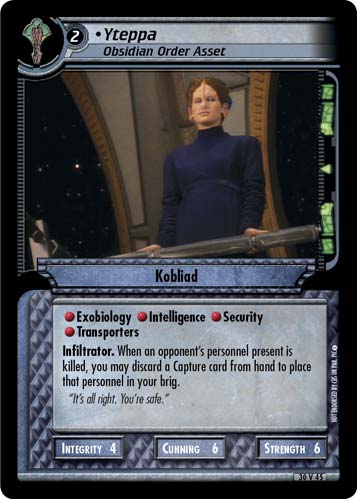 2
• Yteppa
Obsidian Order Asset
Kobliad
Exobiology Intelligence Security
Transporters
Infiltrator. When an opponent's personnel present is
killed, you may discard a Capture card from hand to place
that personnel in your brig.
"It's all right. You're safe."
INTEGRITY 4 CUNNING 6 STRENGTH 6
30 V 45